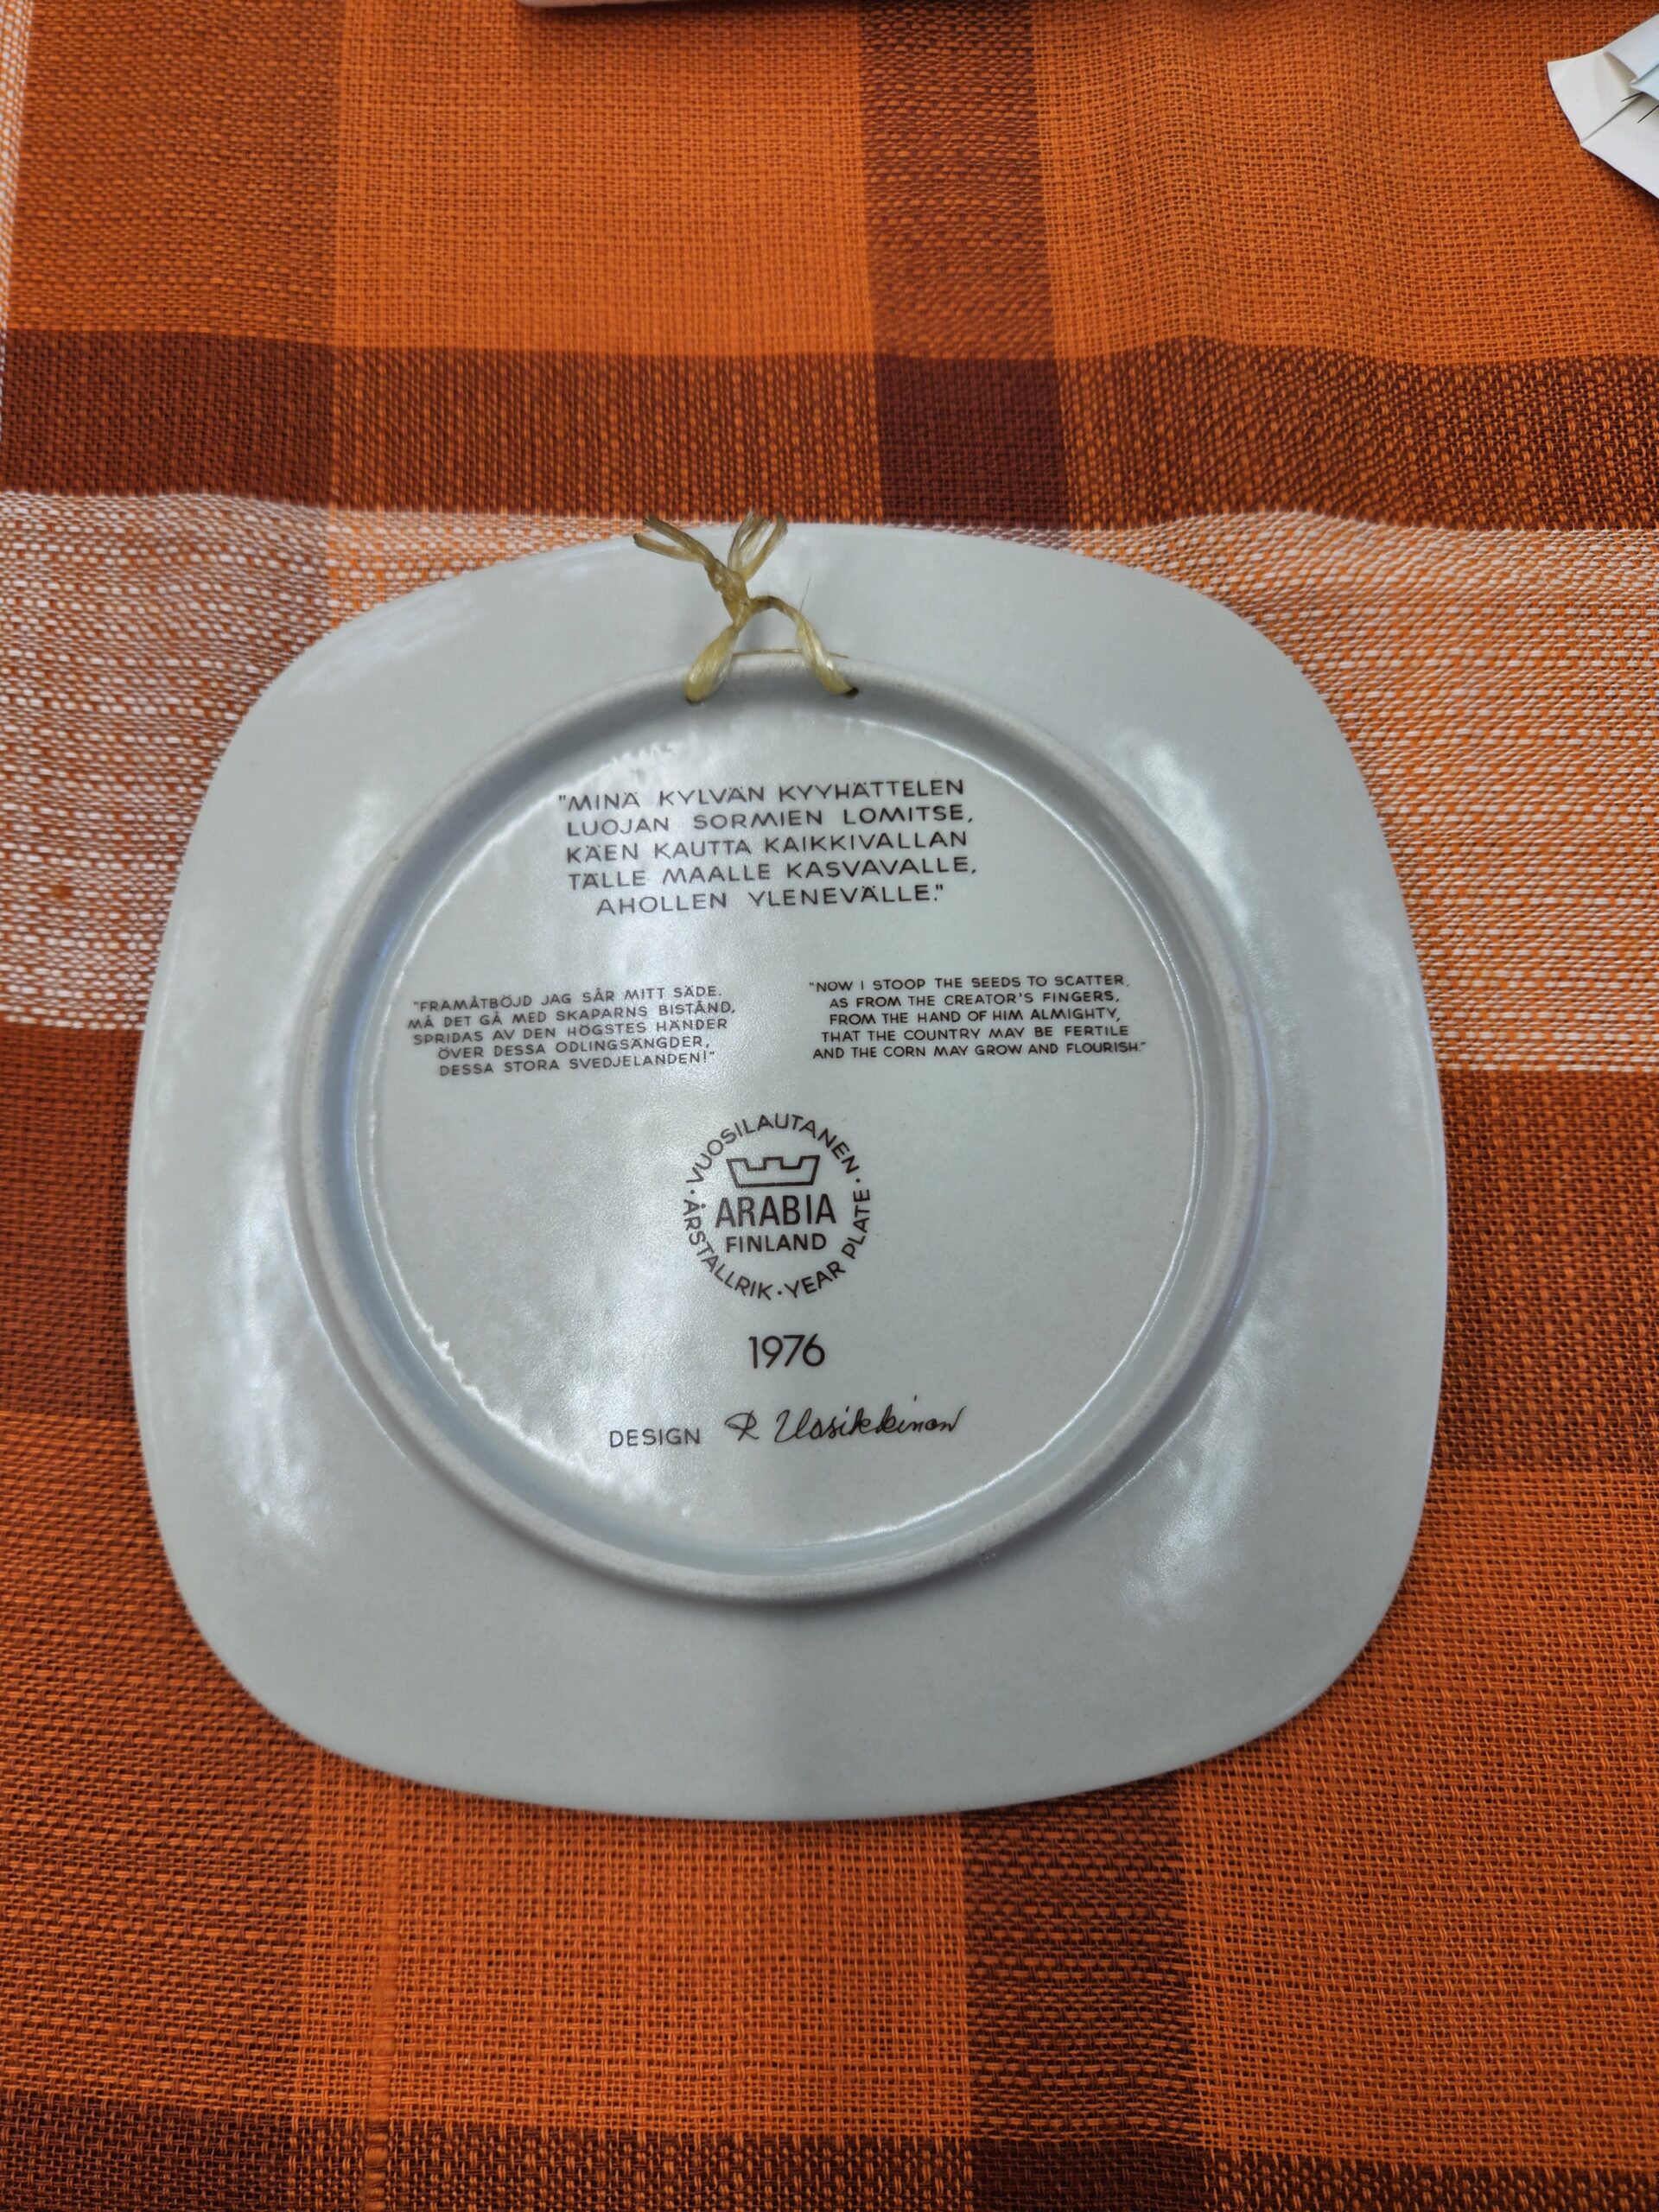 "MINÄ KYLVÄN KYYHÄTTELEN
LUOJAN SORMIEN LOMITSE,
KÄEN KAUTTA KAIKKIVALLAN
TÄLLE MAALLE KASVAVALLE,
AHOLLEN YLENEVÄLLE."
"FRAMÅTBÖJD JAG SÅR MITT SÄDE.
MÅ DET GÅ MED SKAPARNS BISTÅND,
SPRIDAS AV DEN HÖGSTES HÄNDER
ÖVER DESSA ODLINGSÄNGDER,
DESSA STORA SVEDJELANDEN!"
"NOW I STOOP THE SEEDS TO SCATTER,
AS FROM THE CREATOR'S FINGERS,
FROM THE HAND OF HIM ALMIGHTY,
THAT THE COUNTRY MAY BE FERTILE
AND THE CORN MAY GROW AND FLOURISH."
· VUOSILAUTANEN ·
ARABIA
FINLAND
ÅRSTALLRIK · YEAR PLATE
1976
DESIGN R Uosikkinen